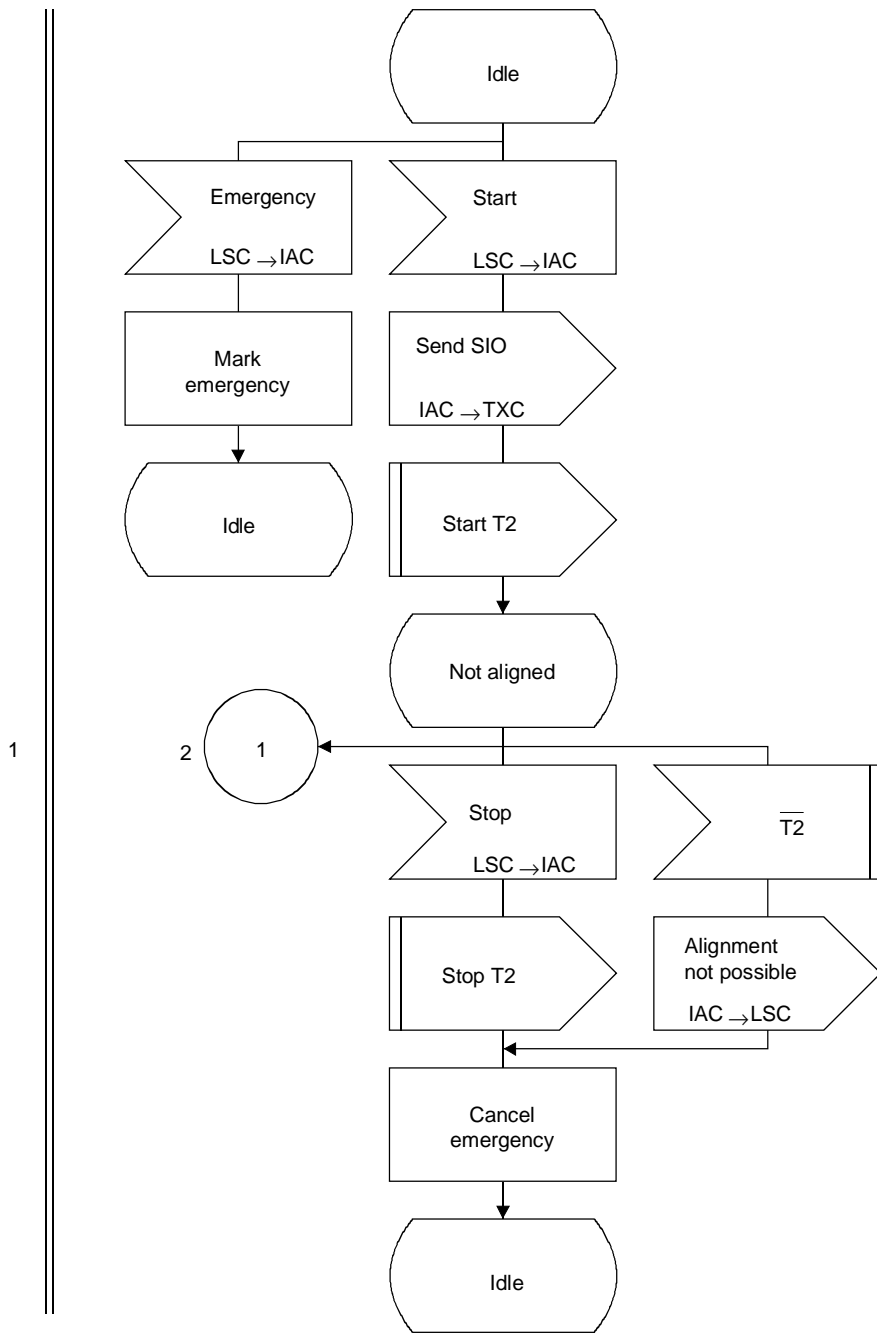 Idle
Emergency
LSC → IAC
Start
LSC → IAC
Mark
emergency
Send SIO
IAC → TXC
Idle
Start T2
Not aligned
1
2
1
Stop
LSC → IAC
T̅2̅
Stop T2
Alignment
not possible
IAC → LSC
Cancel
emergency
Idle